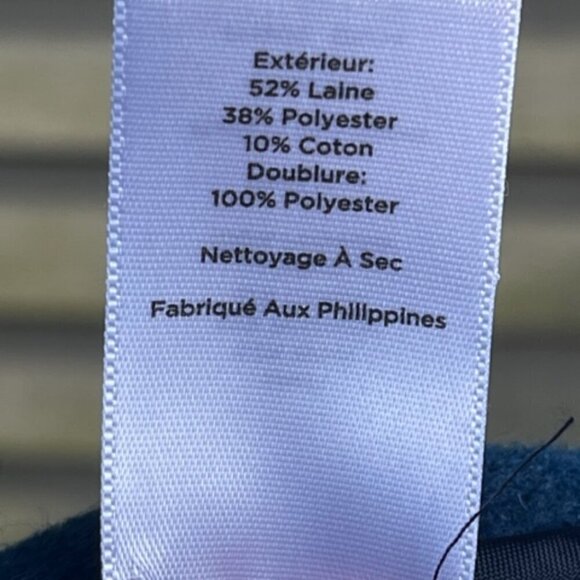 Extérieur:
52% Laine
38% Polyester
10% Coton
Doublure:
100% Polyester
Nettoyage À Sec
Fabriqué Aux Philippines